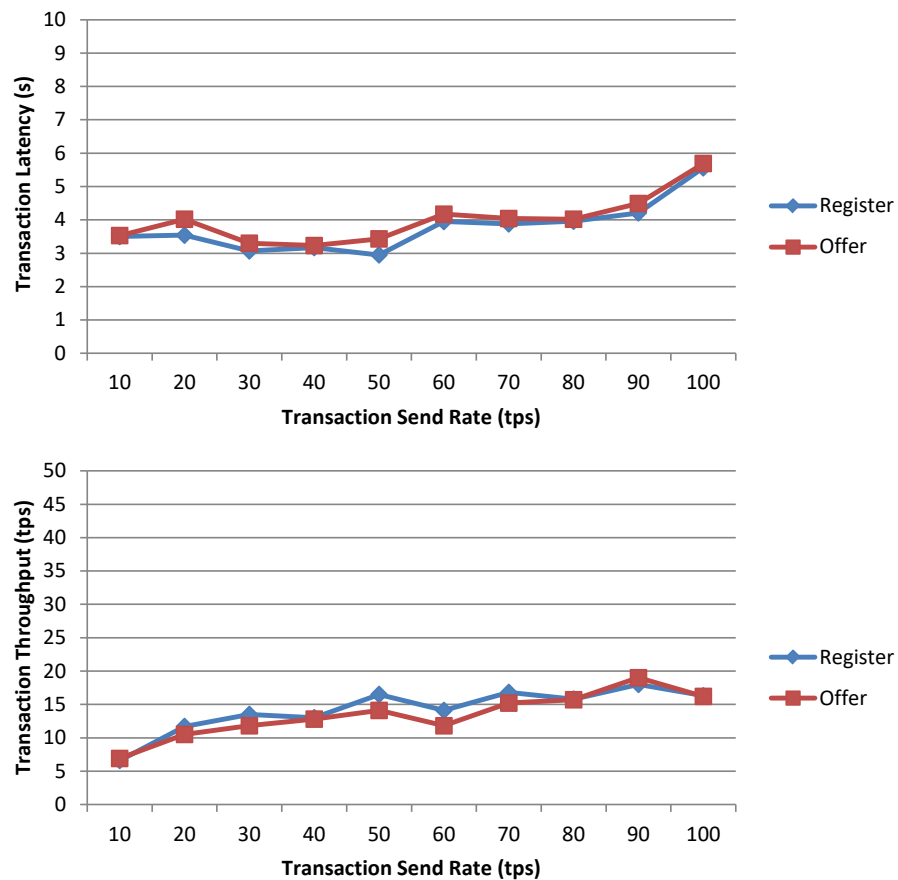 10
9
8
7
6
5
4
3
2
1
0
Transaction Latency (s)
10 20 30 40 50 60 70 80 90 100
Transaction Send Rate (tps)
Register
Offer
50
45
40
35
30
25
20
15
10
5
0
Transaction Throughput (tps)
10 20 30 40 50 60 70 80 90 100
Transaction Send Rate (tps)
Register
Offer